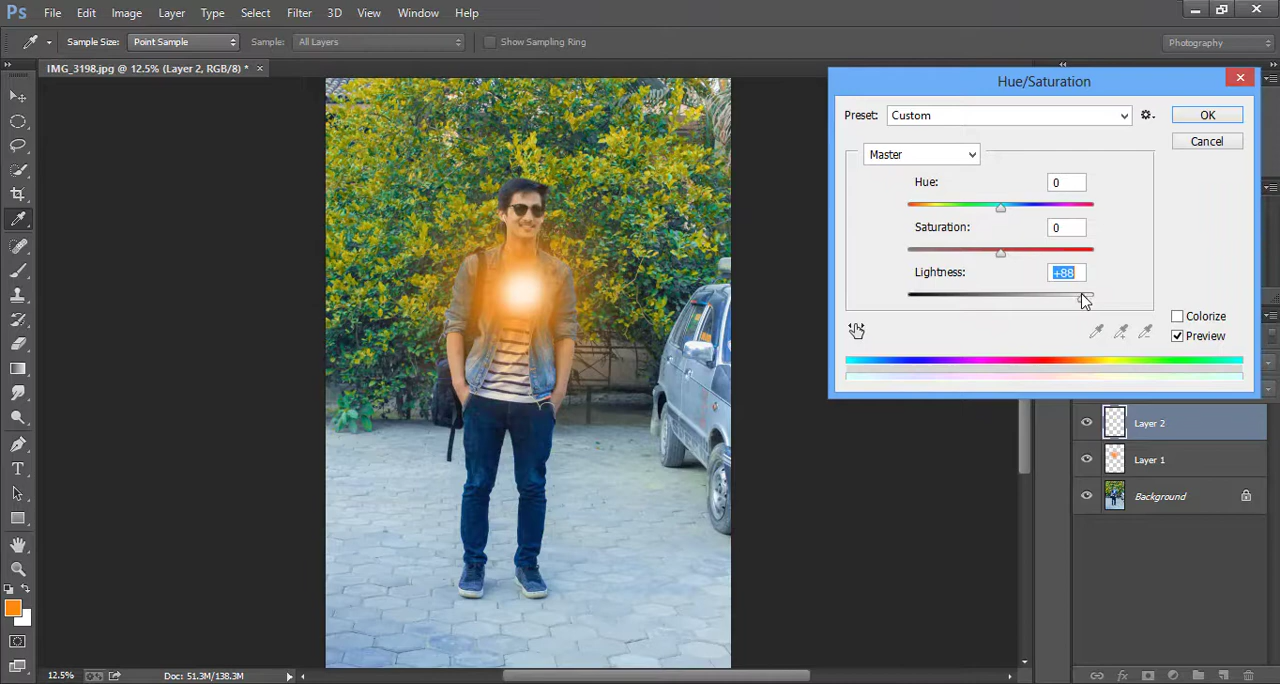 Ps File Edit Image Layer Type Select Filter 3D View Window Help
Sample Size: Point Sample Sample: All Layers Show Sampling Ring Photography
IMG_3198.jpg @ 12.5% (Layer 2, RGB/8) * ×
Hue/Saturation
Preset: Custom OK
Cancel
Master
Hue: 0
Saturation: 0
Lightness: +88
Colorize
Preview
Layer 2
Layer 1
Background
12.5% Doc: 51.3M/138.3M